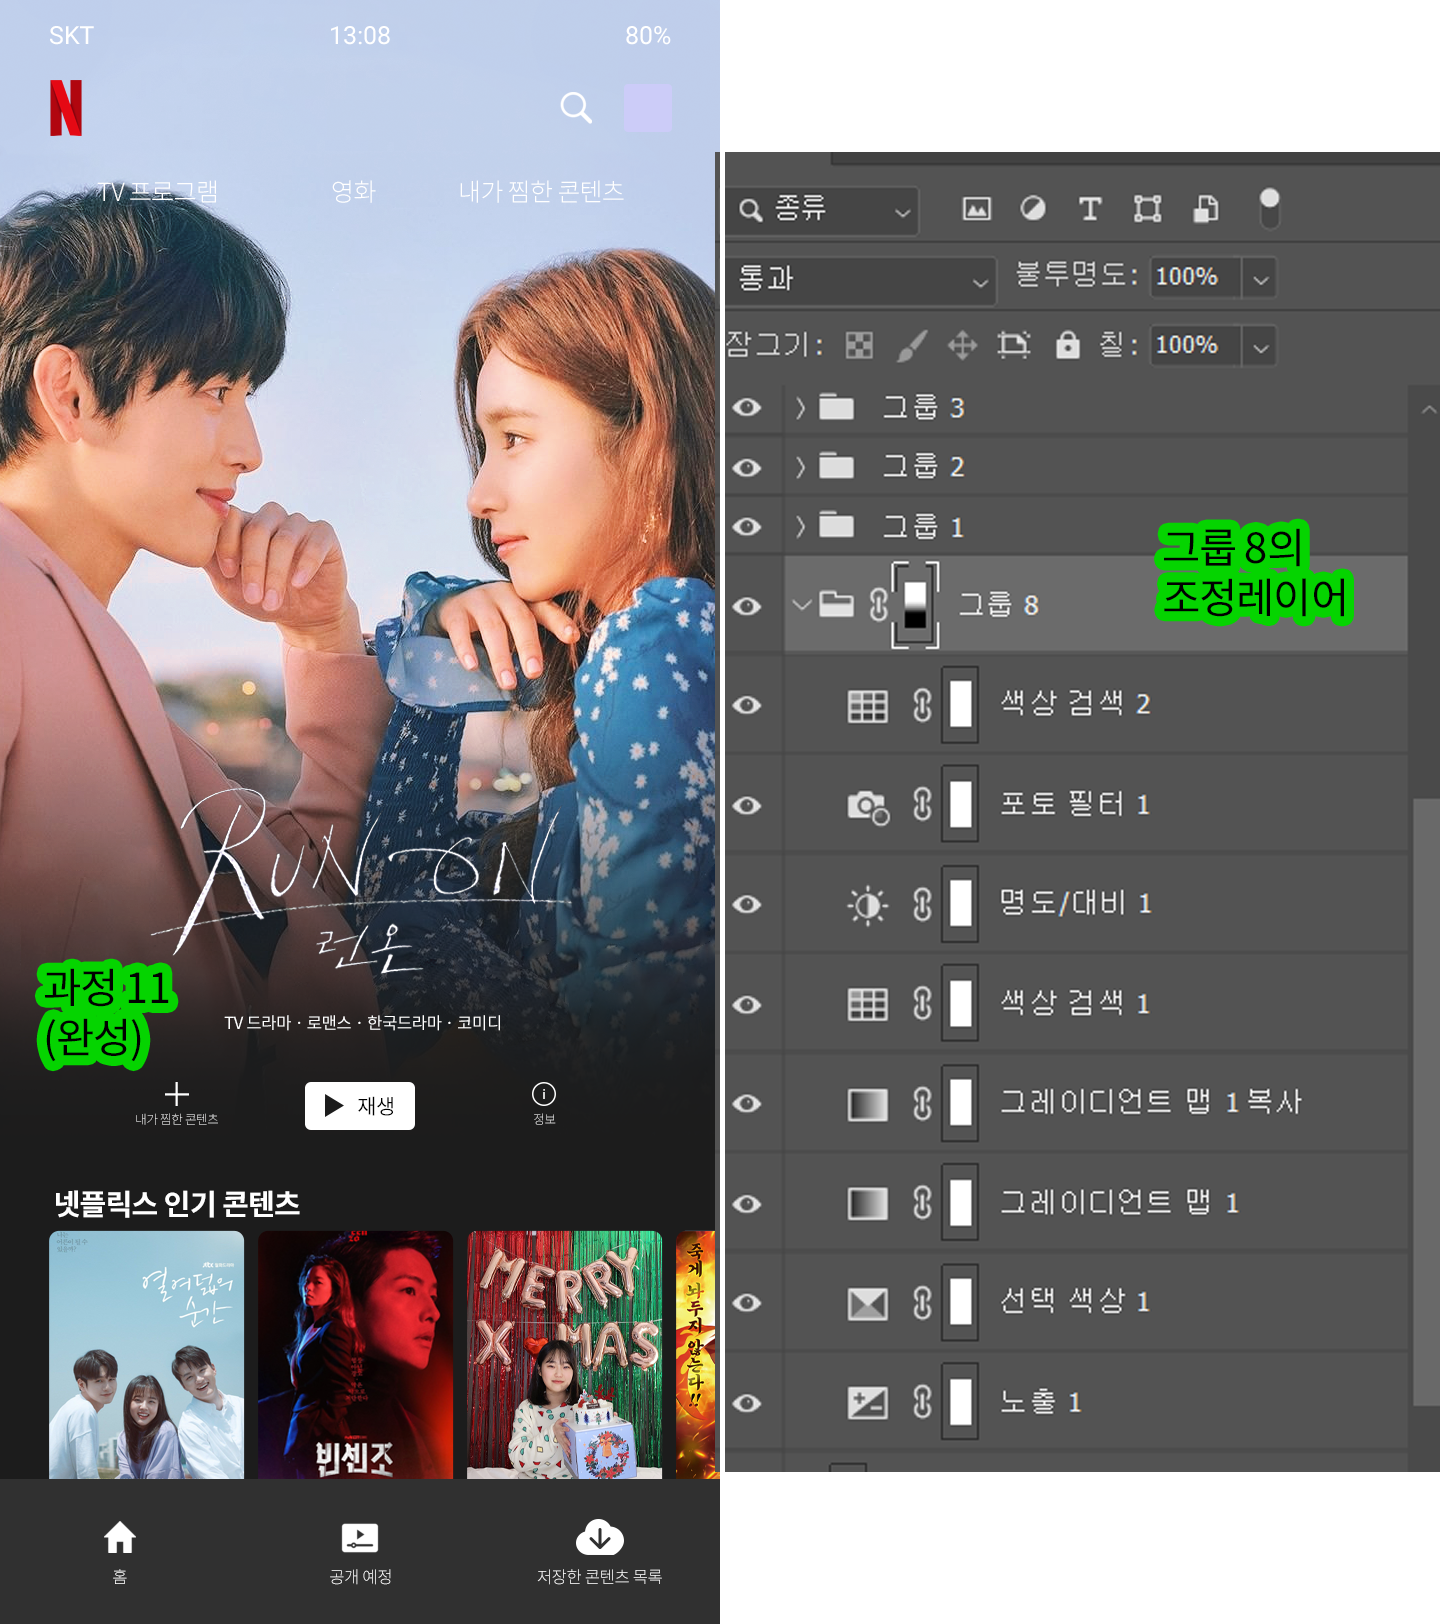 SKT
13:08
80%
N
TV 프로그램
영화
내가 찜한 콘텐츠
RUN ON
런온
과정 11
(완성)
TV 드라마 · 로맨스 · 한국드라마 · 코미디
내가 찜한 콘텐츠
재생
정보
넷플릭스 인기 콘텐츠
열여덟의
순간
빈센조
MERRY
X MAS
죽게 놔두지 않는다!!
홈
공개 예정
저장한 콘텐츠 목록
종류
통과
불투명도: 100%
잠그기:
칠: 100%
그룹 3
그룹 2
그룹 1
그룹 8의
조정레이어
그룹 8
색상 검색 2
포토 필터 1
명도/대비 1
색상 검색 1
그레이디언트 맵 1 복사
그레이디언트 맵 1
선택 색상 1
노출 1